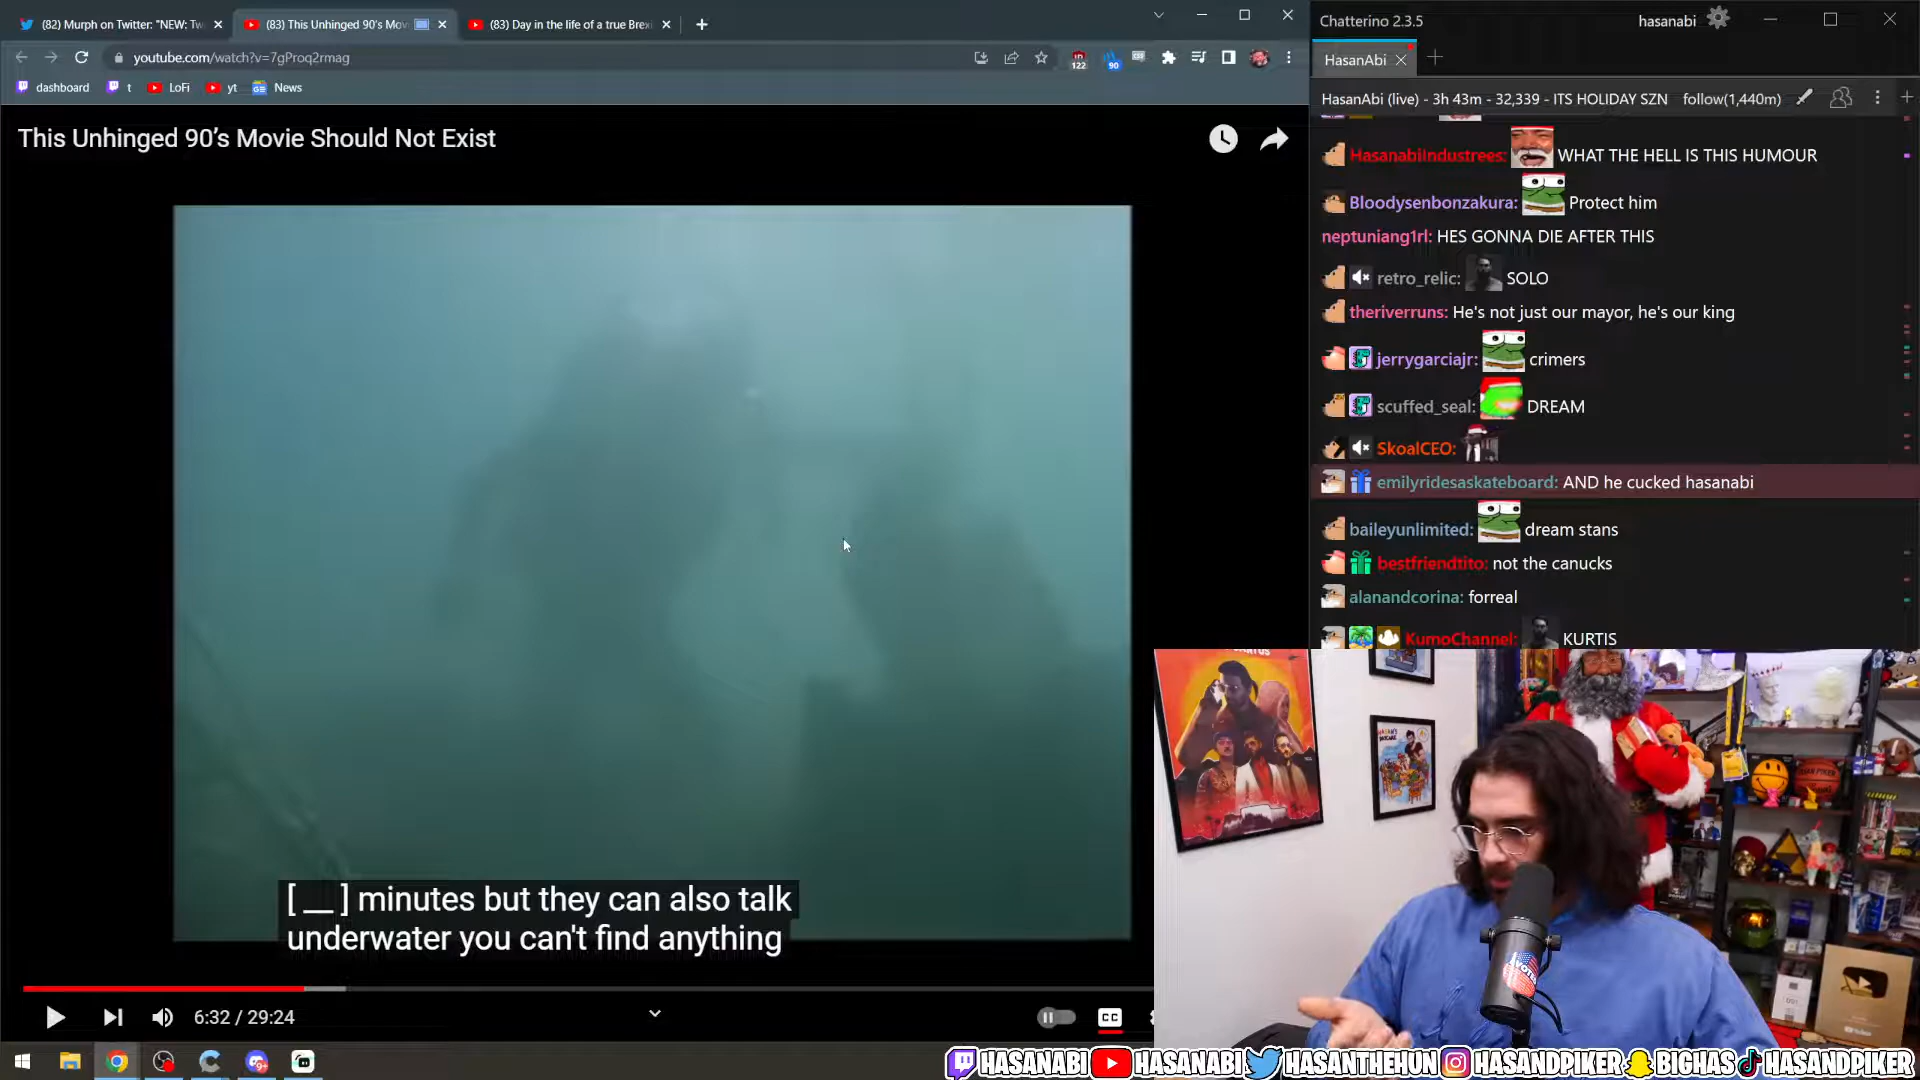 (82) Murph on Twitter: "NEW: Tw
(83) This Unhinged 90's Mov
(83) Day in the life of a true Brex
youtube.com/watch?v=7gProq2rmag
122
90
dashboard
t
LoFi
yt
News
This Unhinged 90's Movie Should Not Exist
[ __ ] minutes but they can also talk
underwater you can't find anything
6:32 / 29:24
CC
Chatterino 2.3.5
hasanabi
HasanAbi
HasanAbi (live) - 3h 43m - 32,339 - ITS HOLIDAY SZN
follow(1,440m)
HasanabiIndustrees: WHAT THE HELL IS THIS HUMOUR
Bloodysenbonzakura: Protect him
neptuniang1rl: HES GONNA DIE AFTER THIS
retro_relic: SOLO
theriverruns: He's not just our mayor, he's our king
jerrygarciajr: crimers
scuffed_seal: DREAM
SkoalCEO:
emilyridesaskateboard: AND he cucked hasanabi
baileyunlimited: dream stans
bestfriendtito: not the canucks
alanandcorina: forreal
KumoChannel: KURTIS
HASANABI
HASANABI
HASANTHEHUN
HASANDPIKER
BIGHAS
HASANDPIKER